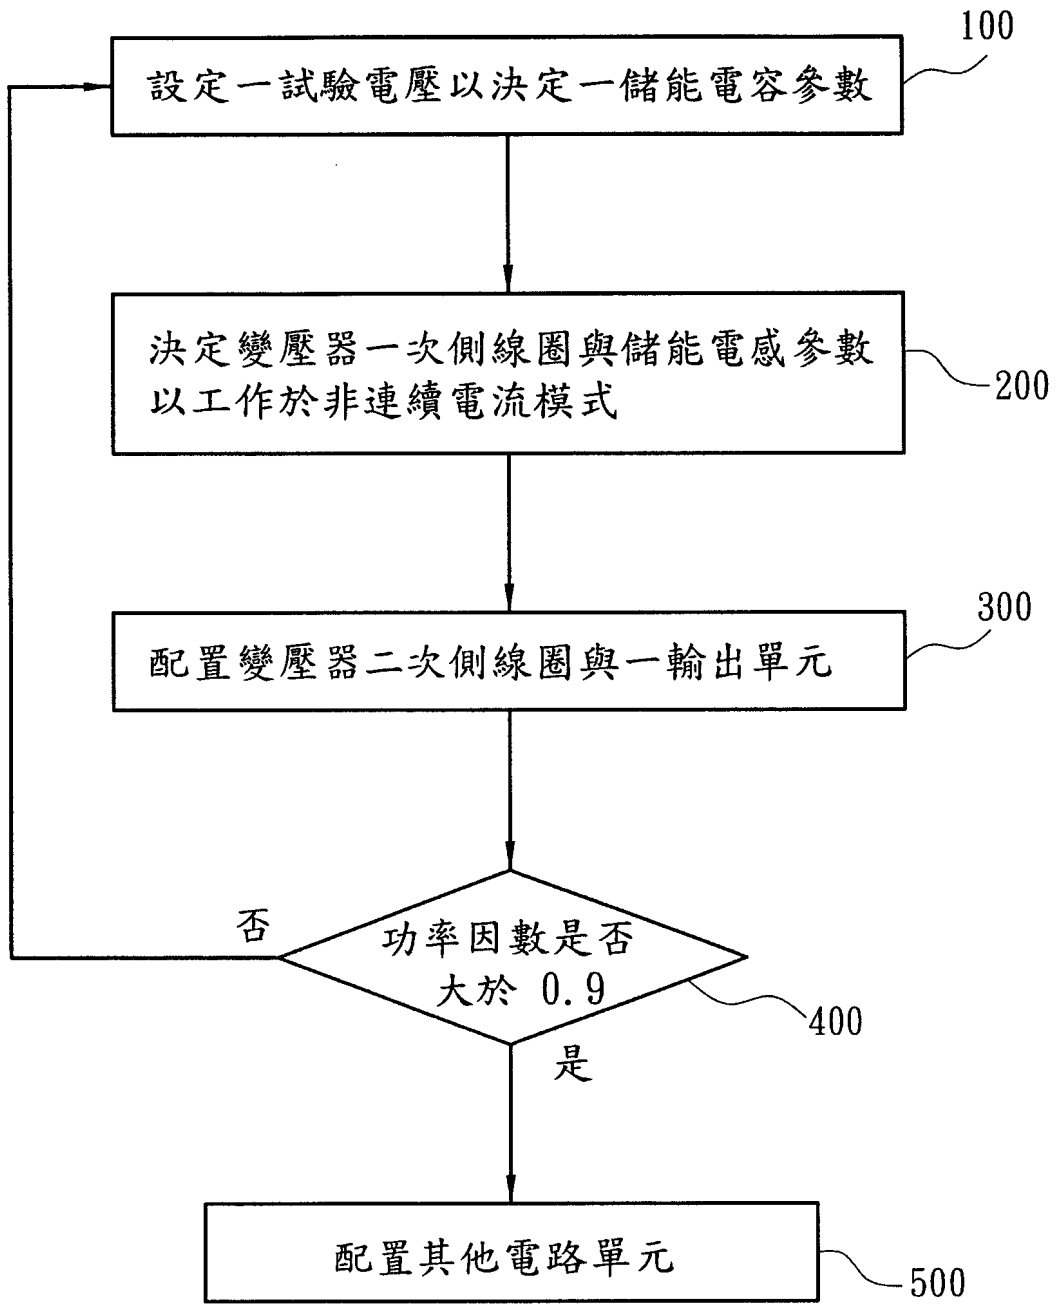 100
設定一試驗電壓以決定一儲能電容參數
決定變壓器一次側線圈與儲能電感參數
以工作於非連續電流模式
200
300
配置變壓器二次側線圈與一輸出單元
否
功率因數是否
大於 0.9
400
是
配置其他電路單元
500